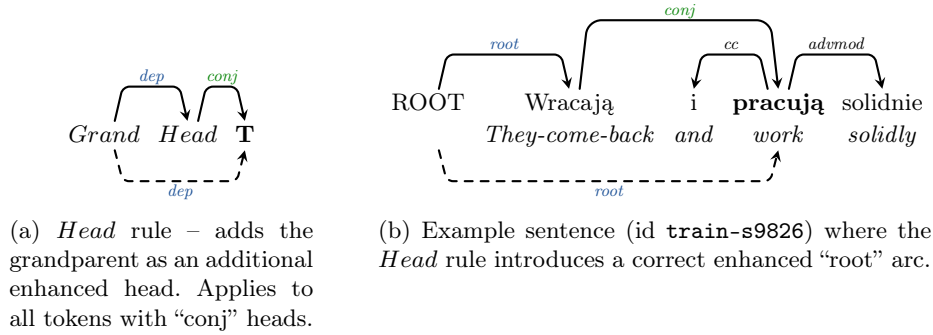 conj
root cc advmod
dep conj
ROOT Wracają i pracują solidnie
Grand Head T They-come-back and work solidly
dep root
(a) Head rule – adds the
grandparent as an additional
enhanced head. Applies to
all tokens with “conj” heads.
(b) Example sentence (id train-s9826) where the
Head rule introduces a correct enhanced “root” arc.